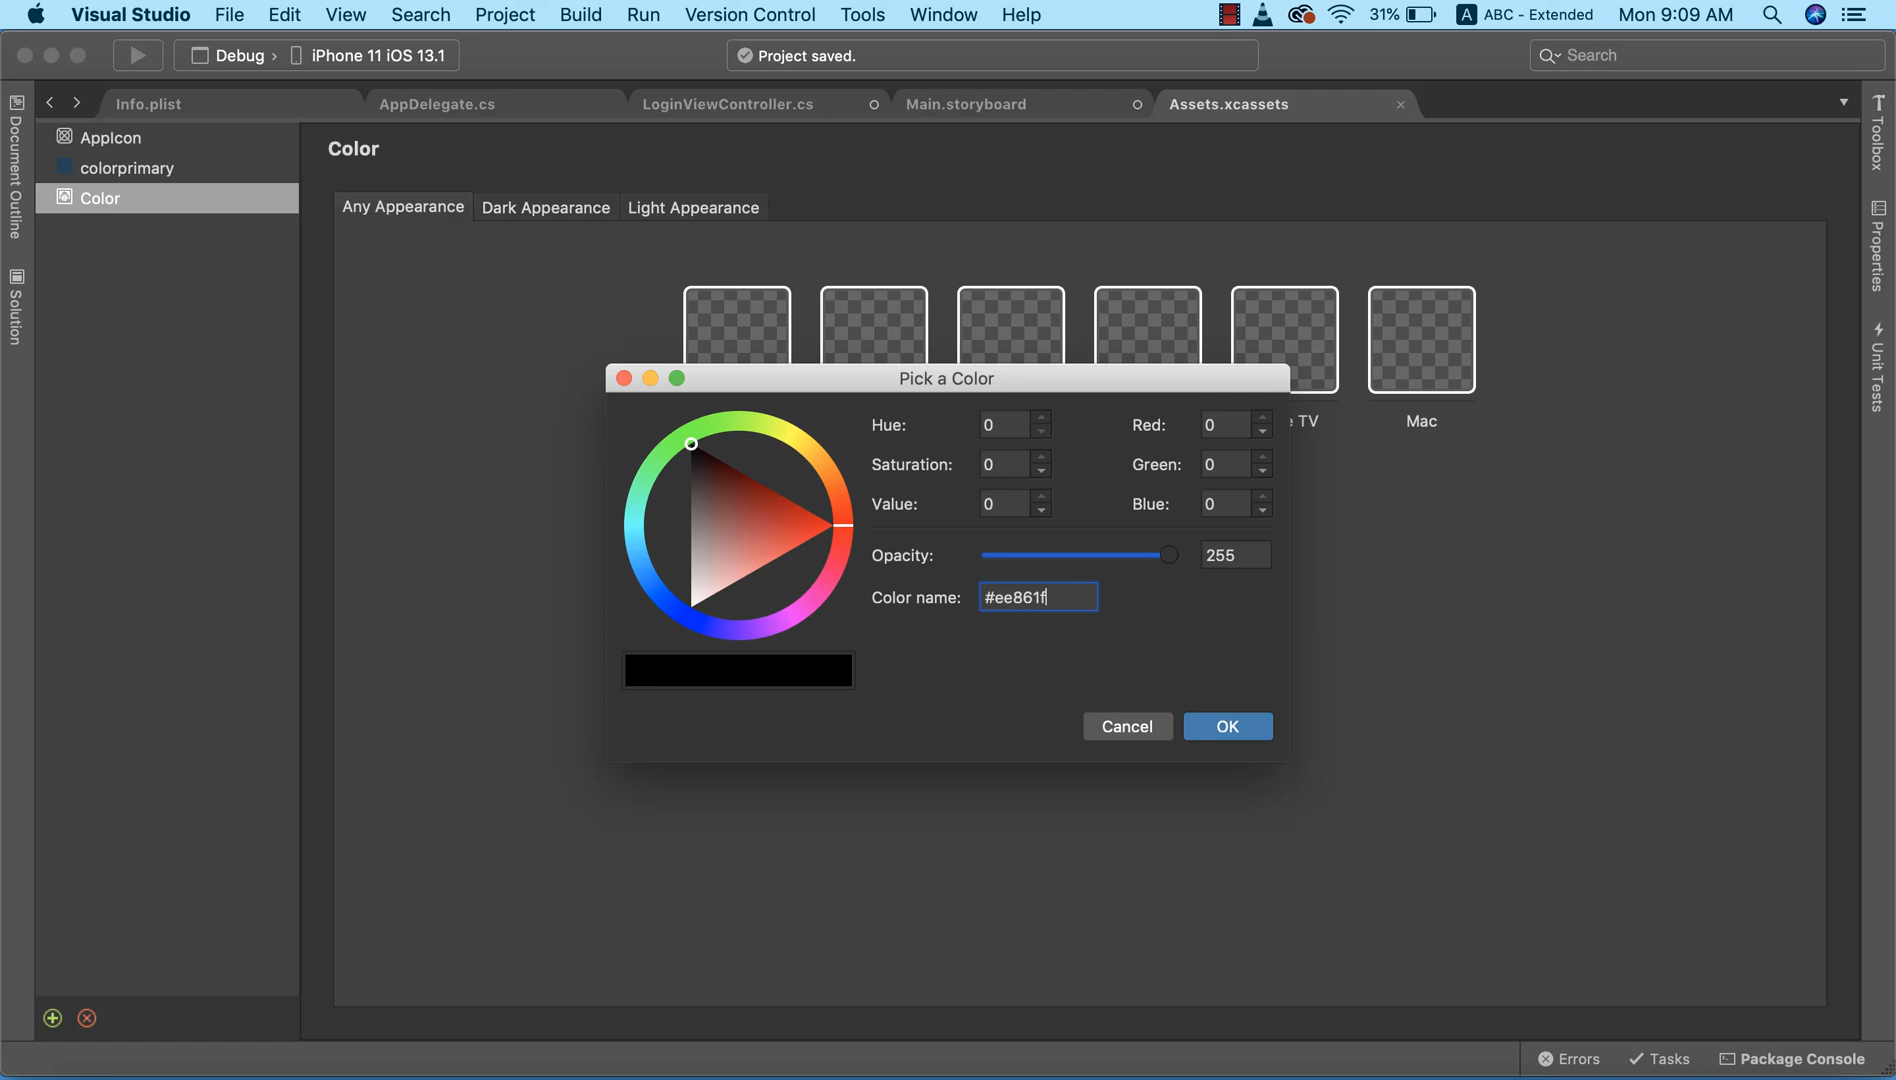 Visual Studio File Edit View Search Project Build Run Version Control Tools Window Help 31% A ABC - Extended Mon 9:09 AM
Debug › iPhone 11 iOS 13.1
Project saved.
Search
Info.plist
AppDelegate.cs
LoginViewController.cs
Main.storyboard
Assets.xcassets
Document Outline
Solution
AppIcon
colorprimary
Color
Color
Any Appearance
Dark Appearance
Light Appearance
TV
Mac
Pick a Color
Hue: 0
Red: 0
Saturation: 0
Green: 0
Value: 0
Blue: 0
Opacity: 255
Color name: #ee861f
Cancel
OK
Toolbox
Properties
Unit Tests
Errors
Tasks
Package Console